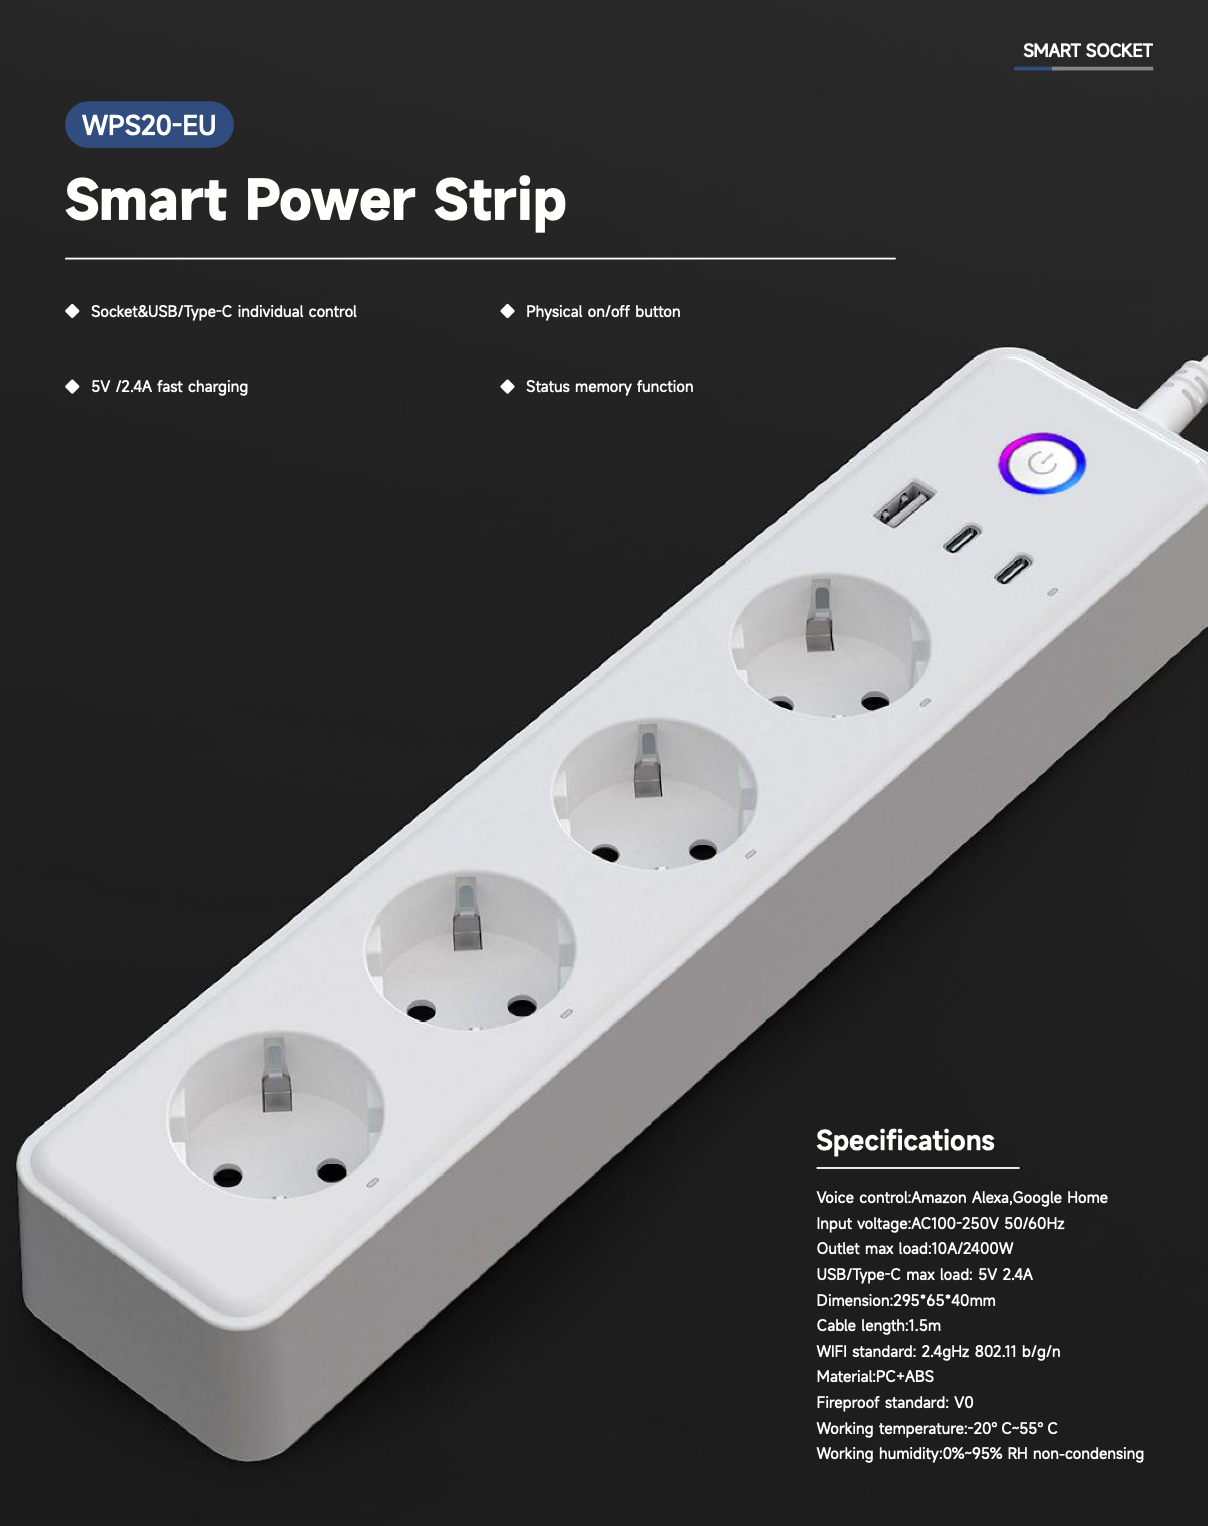 SMART SOCKET
WPS20-EU
Smart Power Strip
Socket&USB/Type-C individual control
Physical on/off button
5V /2.4A fast charging
Status memory function
Specifications
Voice control:Amazon Alexa,Google Home
Input voltage:AC100-250V 50/60Hz
Outlet max load:10A/2400W
USB/Type-C max load: 5V 2.4A
Dimension:295*65*40mm
Cable length:1.5m
WIFI standard: 2.4gHz 802.11 b/g/n
Material:PC+ABS
Fireproof standard: V0
Working temperature:-20° C~55° C
Working humidity:0%~95% RH non-condensing